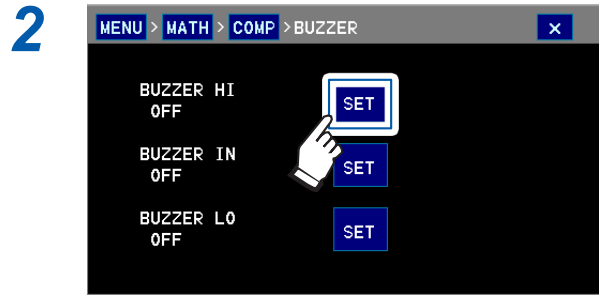 2
MENU > MATH > COMP > BUZZER ×
BUZZER HI
OFF
SET
BUZZER IN
OFF
SET
BUZZER LO
OFF
SET